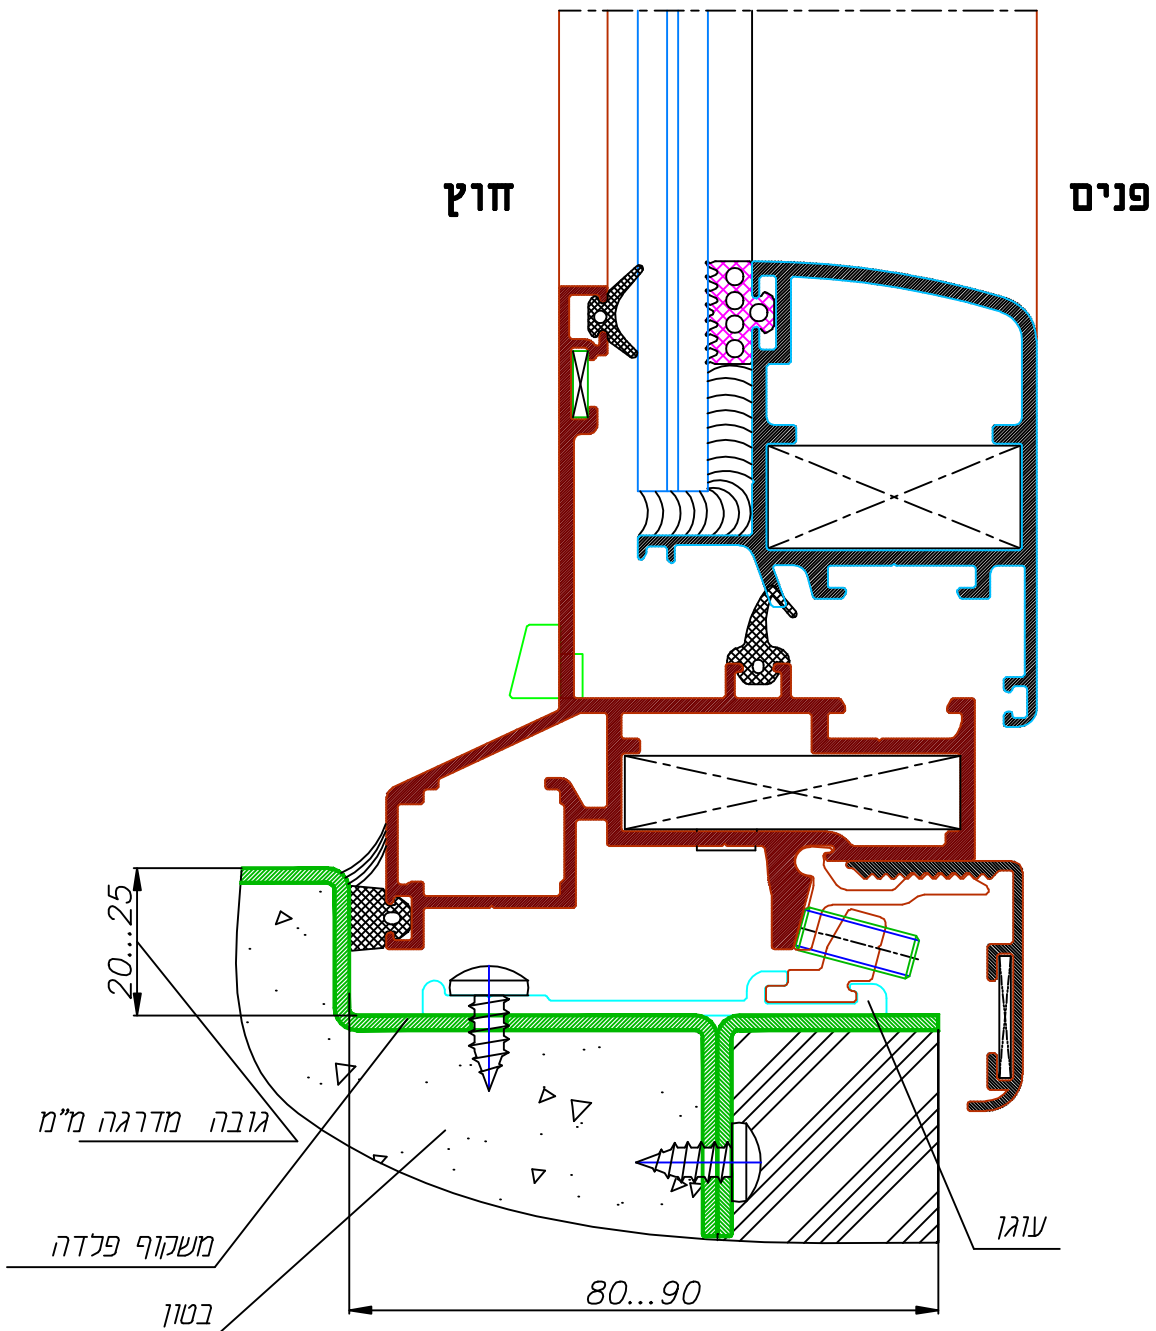 חוץ
פנים
20...25
גובה מדרגה מ"מ
משקוף פלדה
עוגן
80...90
בטון